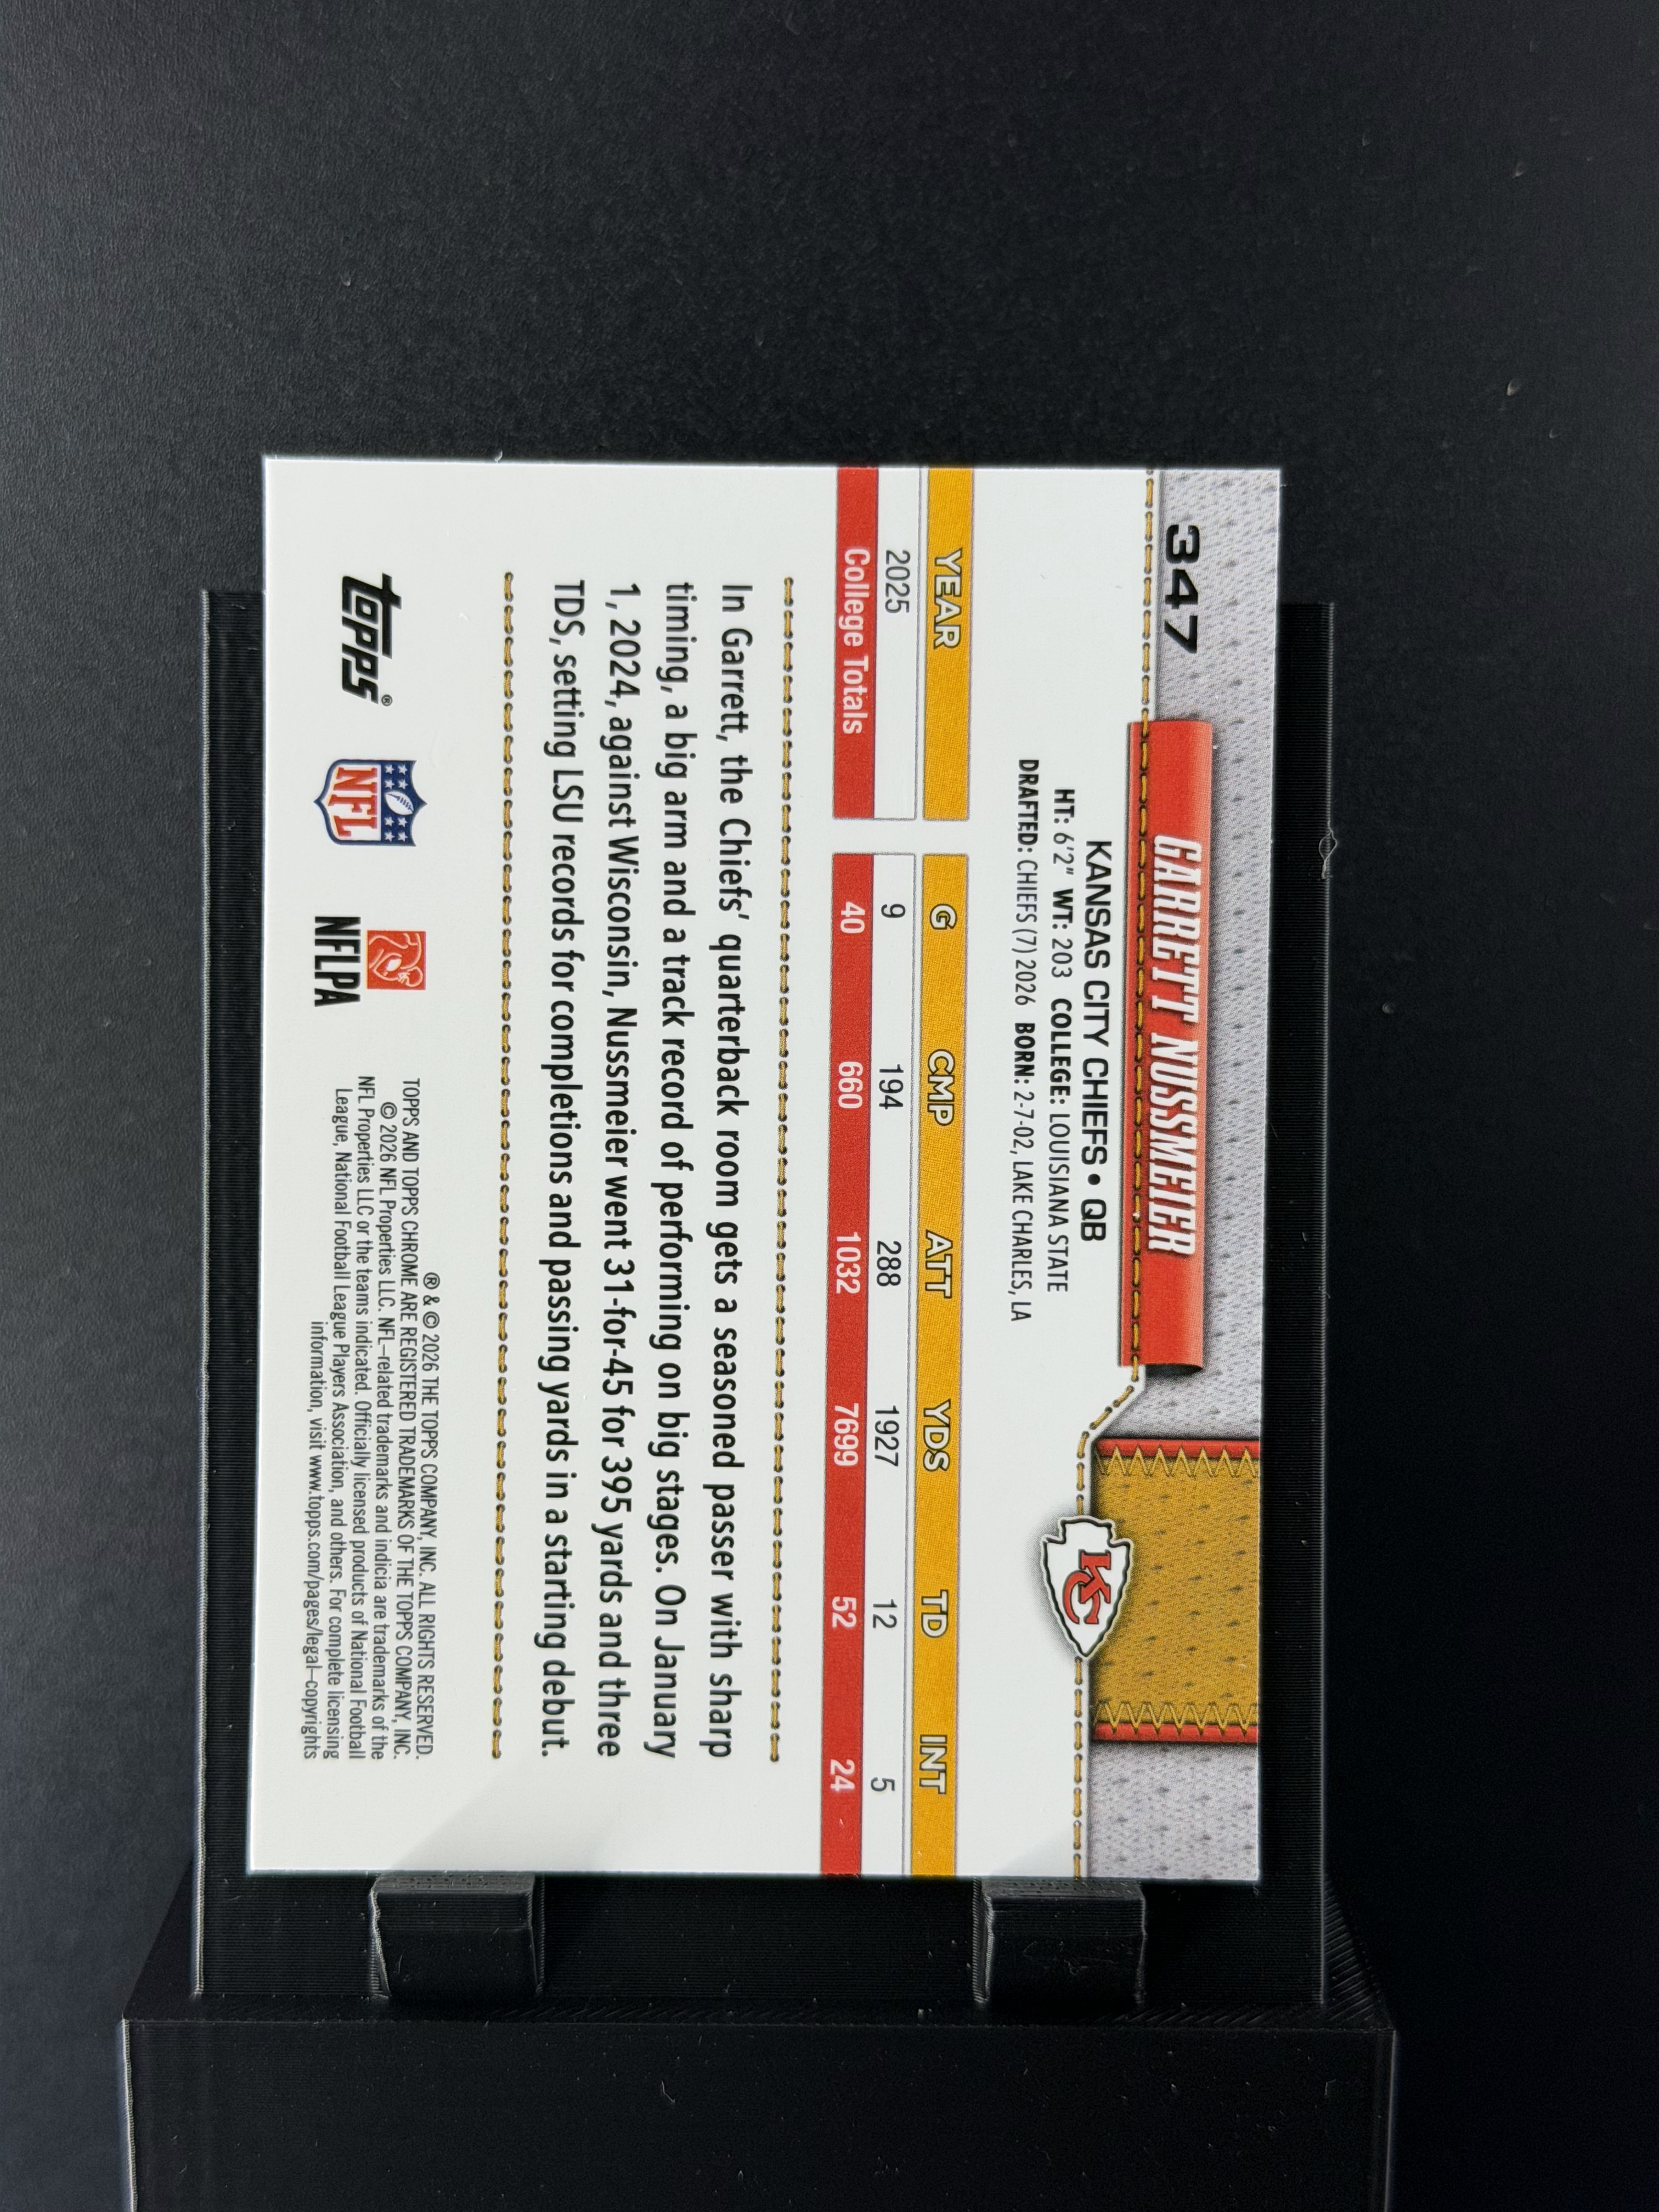 347
GARRETT NUSSMEIER
KANSAS CITY CHIEFS • QB
HT: 6'2" WT: 203 COLLEGE: LOUISIANA STATE
DRAFTED: CHIEFS (7) 2026 BORN: 2-7-02, LAKE CHARLES, LA
KC
YEAR G CMP ATT YDS TD INT
2025 9 194 288 1927 12 5
College Totals 40 660 1032 7699 52 24
In Garrett, the Chiefs' quarterback room gets a seasoned passer with sharp
timing, a big arm and a track record of performing on big stages. On January
1, 2024, against Wisconsin, Nussmeier went 31-for-45 for 395 yards and three
TDS, setting LSU records for completions and passing yards in a starting debut.
topps®
NFL
NFLPA
® & © 2026 THE TOPPS COMPANY, INC. ALL RIGHTS RESERVED.
TOPPS AND TOPPS CHROME ARE REGISTERED TRADEMARKS OF THE TOPPS COMPANY, INC.
© 2026 NFL Properties LLC. NFL-related trademarks and indicia are trademarks of the
NFL Properties LLC or the teams indicated. Officially licensed products of National Football
League, National Football League Players Association, and others. For complete licensing
information, visit www.topps.com/pages/legal-copyrights